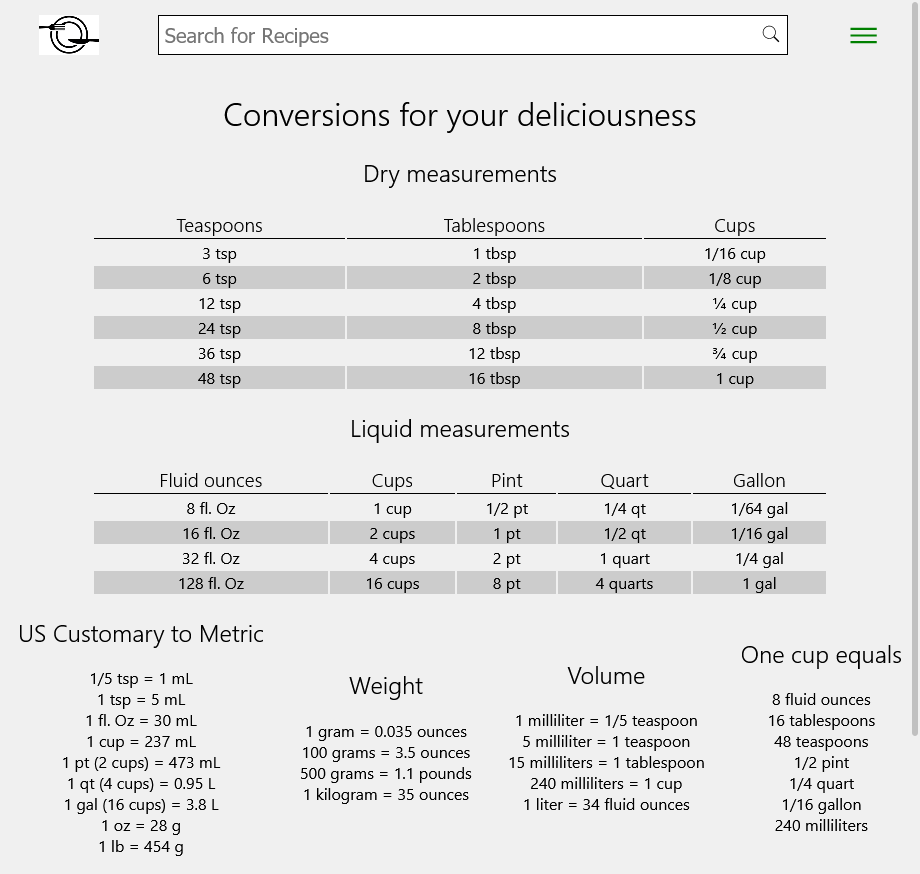 Search for Recipes
Conversions for your deliciousness
Dry measurements
Teaspoons Tablespoons Cups
3 tsp 1 tbsp 1/16 cup
6 tsp 2 tbsp 1/8 cup
12 tsp 4 tbsp ¼ cup
24 tsp 8 tbsp ½ cup
36 tsp 12 tbsp ¾ cup
48 tsp 16 tbsp 1 cup
Liquid measurements
Fluid ounces Cups Pint Quart Gallon
8 fl. Oz 1 cup 1/2 pt 1/4 qt 1/64 gal
16 fl. Oz 2 cups 1 pt 1/2 qt 1/16 gal
32 fl. Oz 4 cups 2 pt 1 quart 1/4 gal
128 fl. Oz 16 cups 8 pt 4 quarts 1 gal
US Customary to Metric
1/5 tsp = 1 mL
1 tsp = 5 mL
1 fl. Oz = 30 mL
1 cup = 237 mL
1 pt (2 cups) = 473 mL
1 qt (4 cups) = 0.95 L
1 gal (16 cups) = 3.8 L
1 oz = 28 g
1 lb = 454 g
Weight
1 gram = 0.035 ounces
100 grams = 3.5 ounces
500 grams = 1.1 pounds
1 kilogram = 35 ounces
Volume
1 milliliter = 1/5 teaspoon
5 milliliter = 1 teaspoon
15 milliliters = 1 tablespoon
240 milliliters = 1 cup
1 liter = 34 fluid ounces
One cup equals
8 fluid ounces
16 tablespoons
48 teaspoons
1/2 pint
1/4 quart
1/16 gallon
240 milliliters